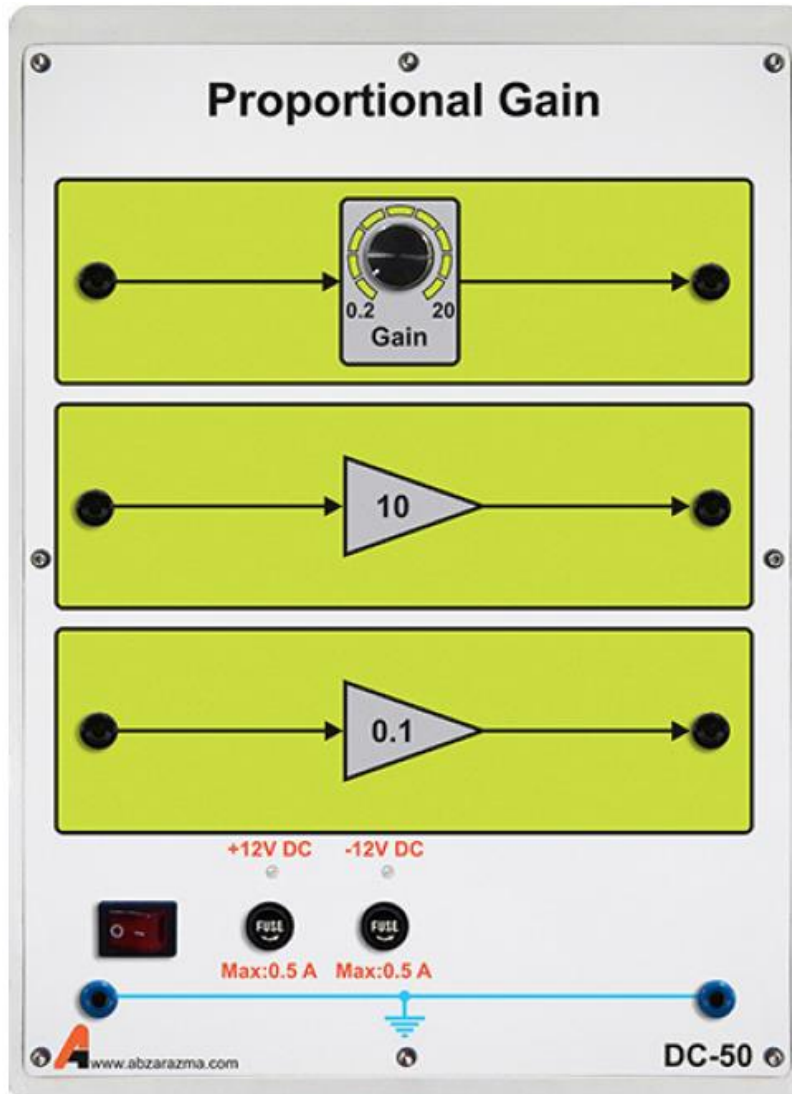 Proportional Gain
0.2 20
Gain
10
0.1
+12V DC -12V DC
FUSE FUSE
Max:0.5 A Max:0.5 A
www.abzarazma.com DC-50